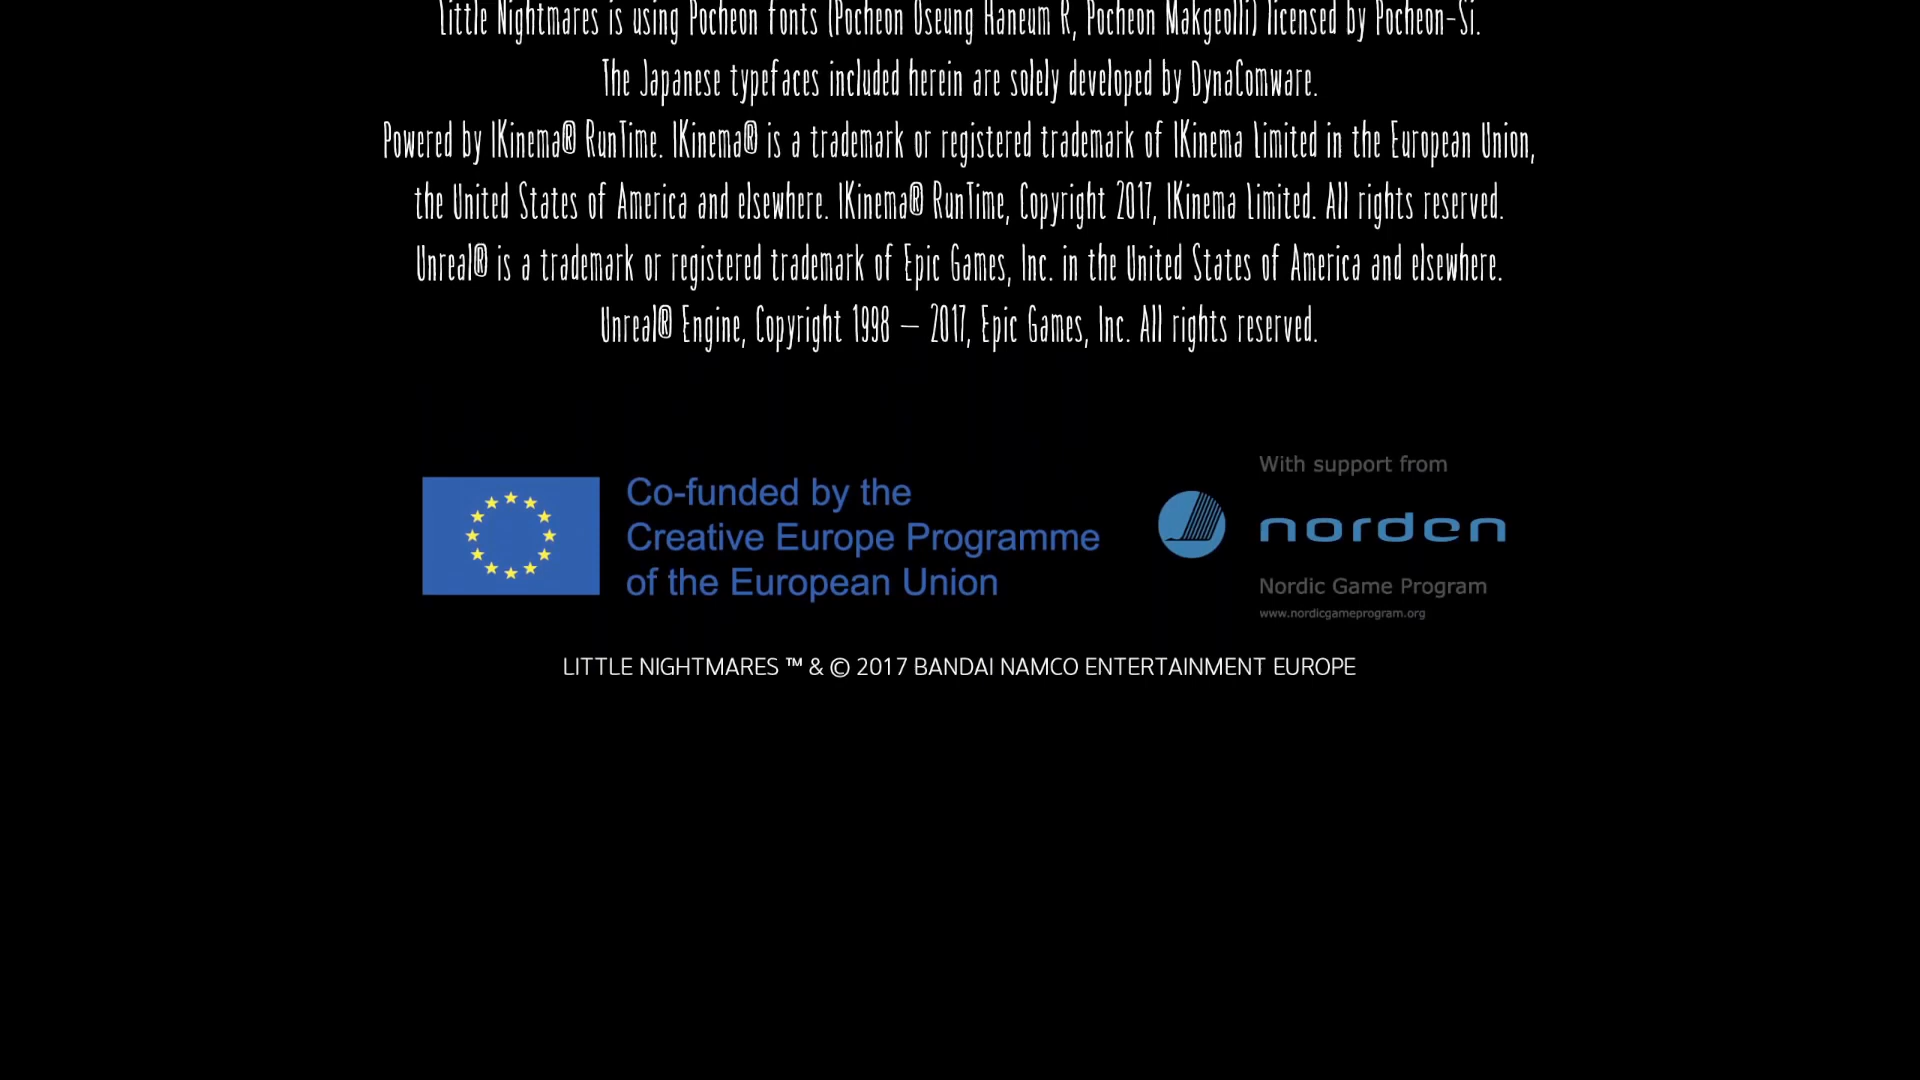 Little Nightmares is using Pocheon fonts (Pocheon Oseung Haneum R, Pocheon Makgeolli) licensed by Pocheon-Si.
The Japanese typefaces included herein are solely developed by DynaComware.
Powered by IKinema® RunTime. IKinema® is a trademark or registered trademark of IKinema Limited in the European Union,
the United States of America and elsewhere. IKinema® RunTime, Copyright 2017, IKinema Limited. All rights reserved.
Unreal® is a trademark or registered trademark of Epic Games, Inc. in the United States of America and elsewhere.
Unreal® Engine, Copyright 1998 – 2017, Epic Games, Inc. All rights reserved.
Co-funded by the
Creative Europe Programme
of the European Union
With support from
norden
Nordic Game Program
www.nordicgameprogram.org
LITTLE NIGHTMARES ™ & © 2017 BANDAI NAMCO ENTERTAINMENT EUROPE